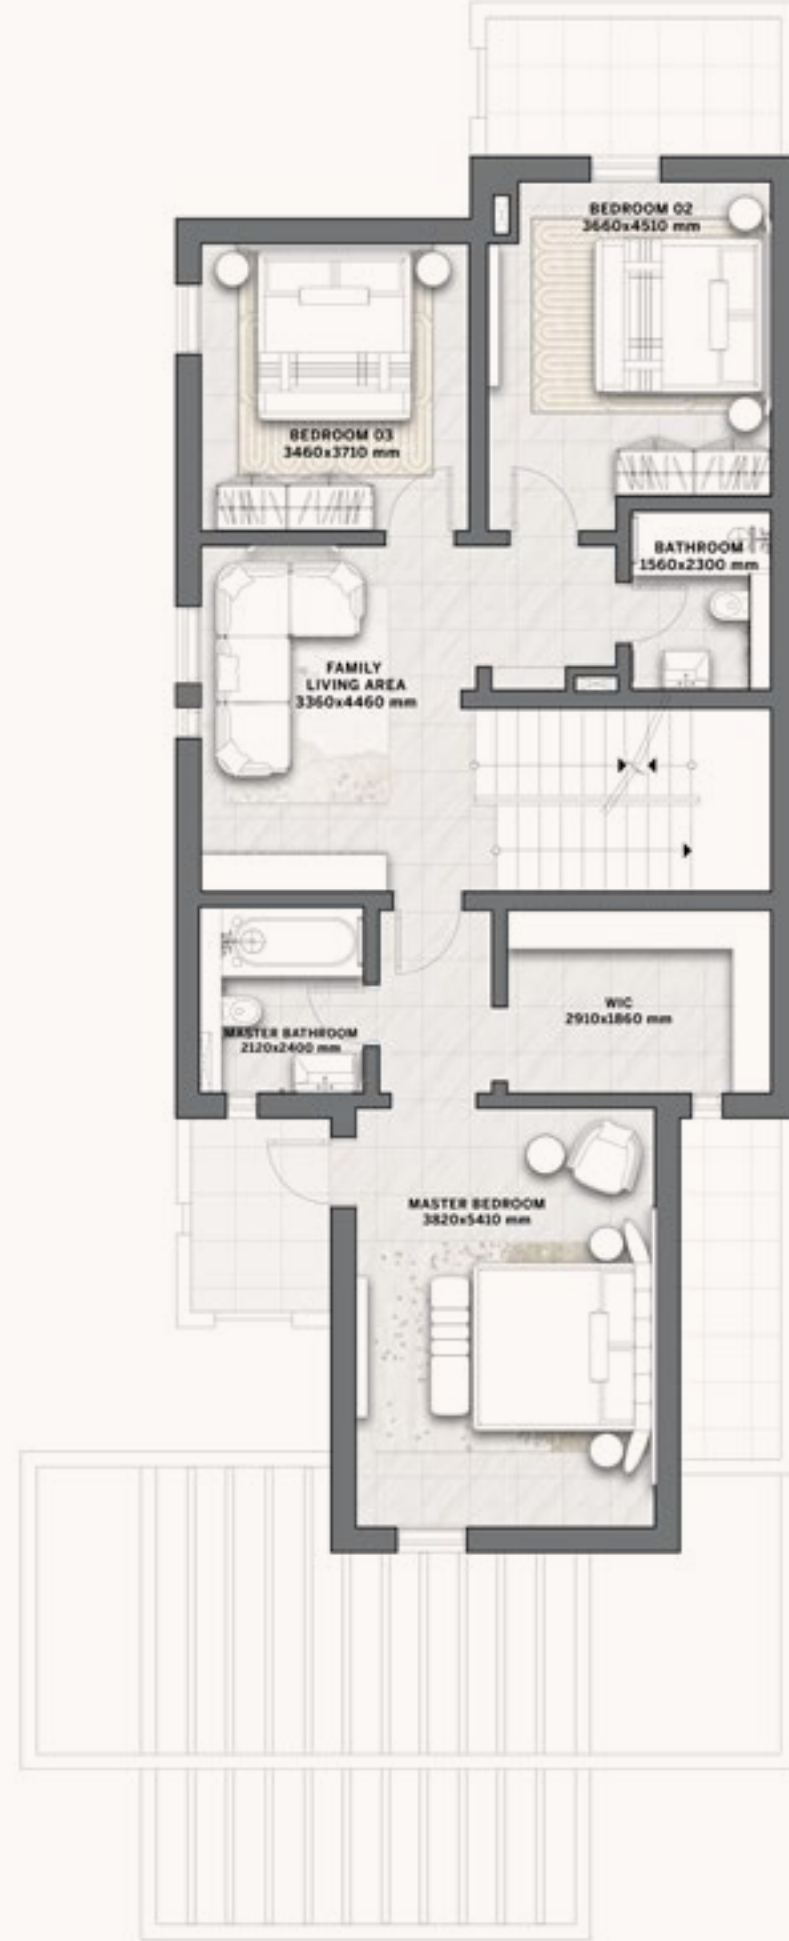 BEDROOM 02
3660x4510 mm
BEDROOM 03
3460x3710 mm
BATHROOM
1560x2300 mm
FAMILY
LIVING AREA
3360x4460 mm
WIC
2910x1860 mm
MASTER BATHROOM
2120x2400 mm
MASTER BEDROOM
3820x5410 mm